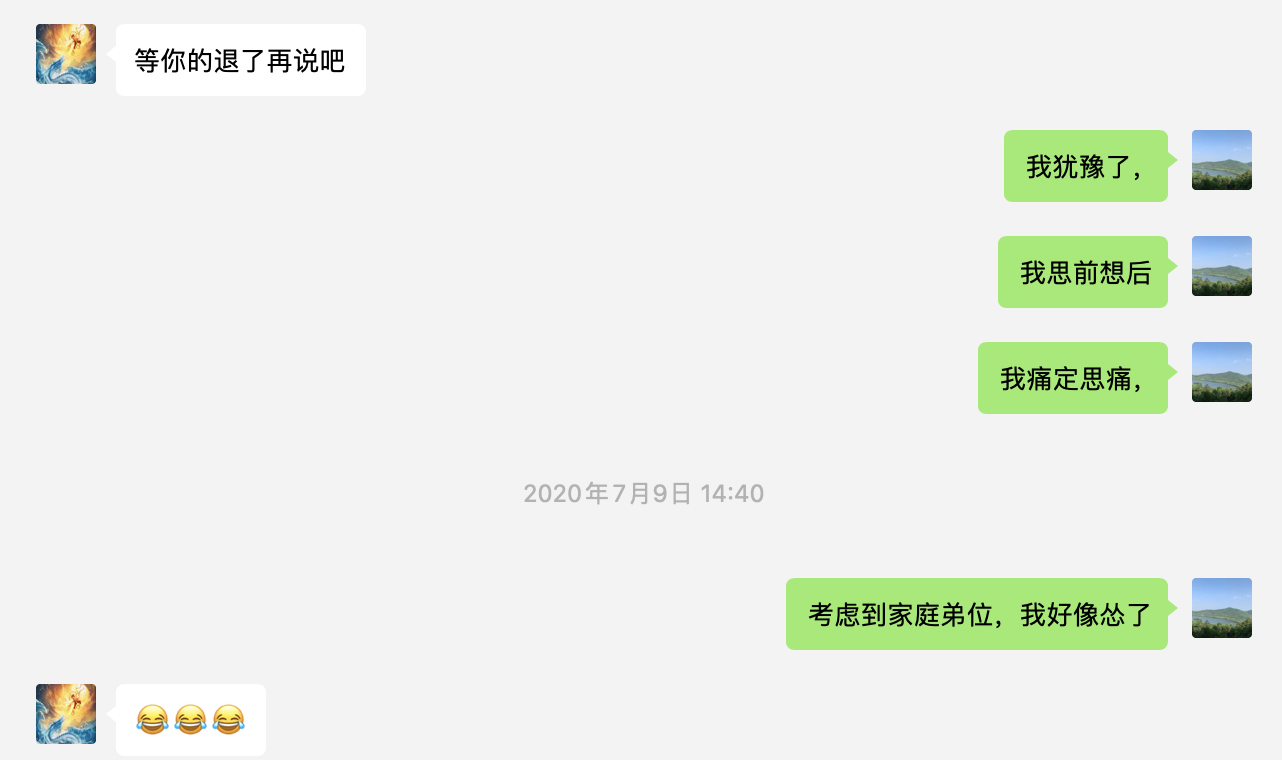 等你的退了再说吧
我犹豫了，
我思前想后
我痛定思痛，
2020年7月9日 14:40
考虑到家庭弟位，我好像怂了
😂😂😂